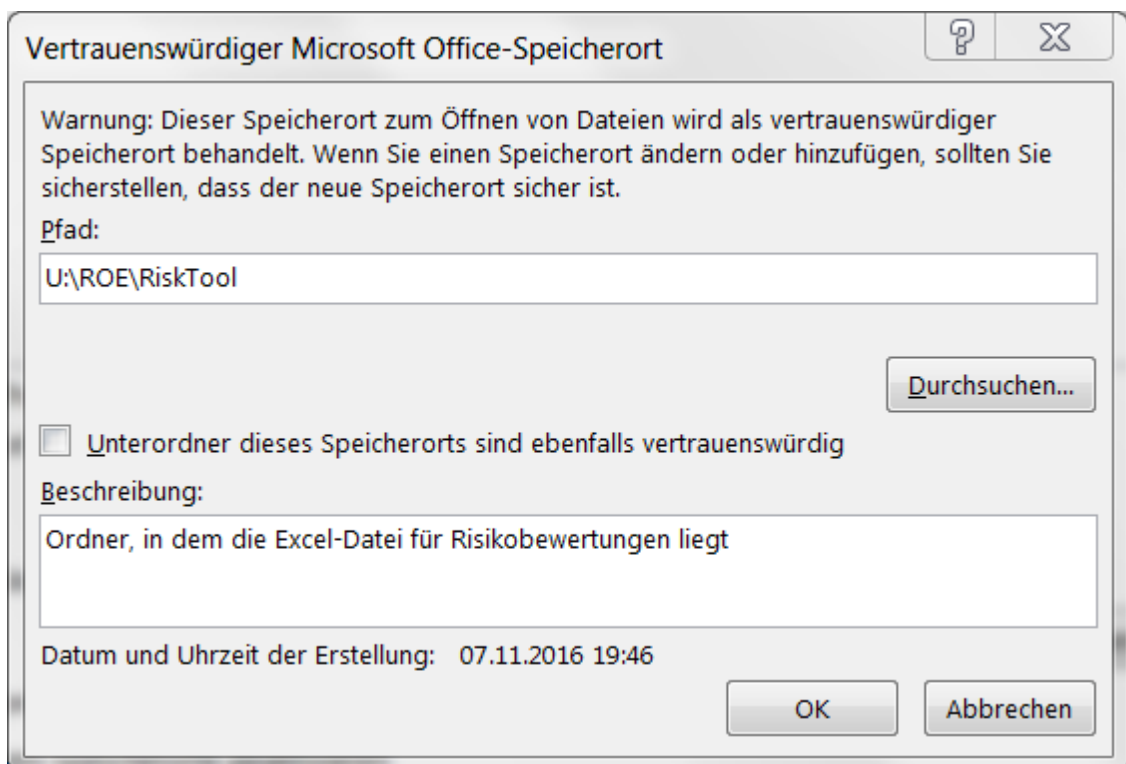 Vertrauenswürdiger Microsoft Office-Speicherort
Warnung: Dieser Speicherort zum Öffnen von Dateien wird als vertrauenswürdiger
Speicherort behandelt. Wenn Sie einen Speicherort ändern oder hinzufügen, sollten Sie
sicherstellen, dass der neue Speicherort sicher ist.
Pfad:
U:\ROE\RiskTool
Durchsuchen...
Unterordner dieses Speicherorts sind ebenfalls vertrauenswürdig
Beschreibung:
Ordner, in dem die Excel-Datei für Risikobewertungen liegt
Datum und Uhrzeit der Erstellung: 07.11.2016 19:46
OK Abbrechen